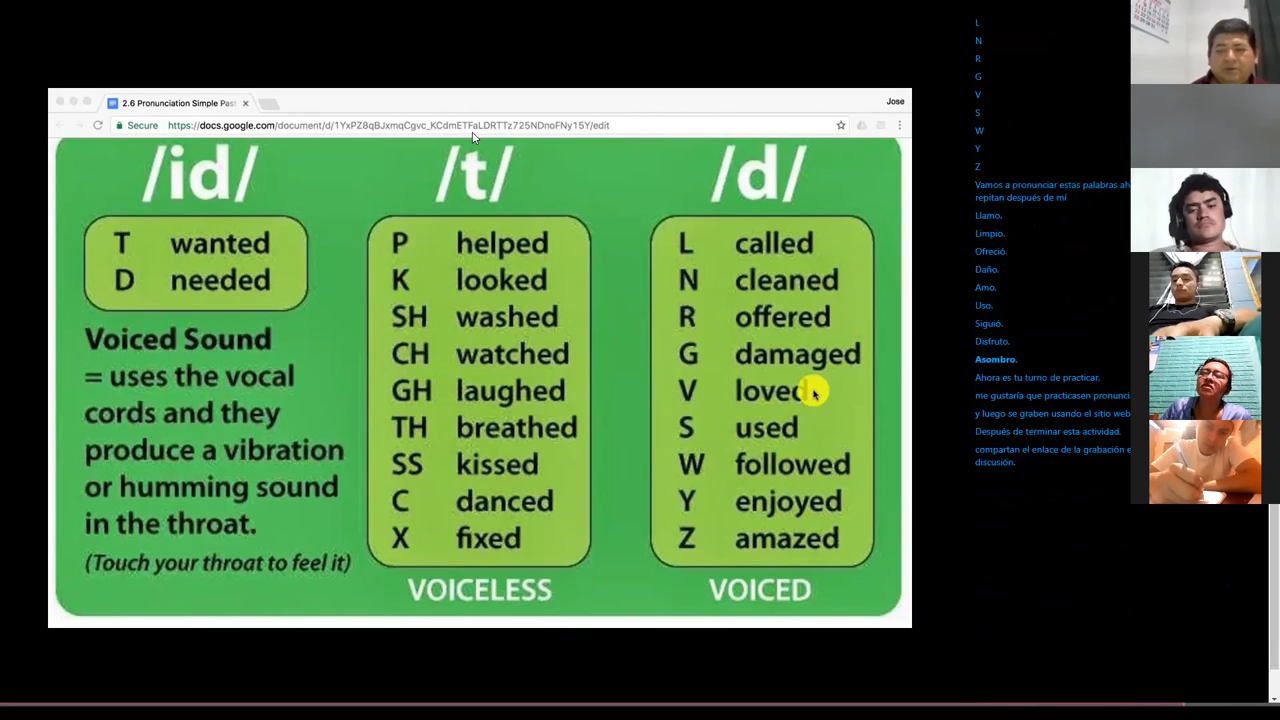 2.6 Pronunciation Simple Pas
Jose
Secure https://docs.google.com/document/d/1YxPZ8qBJxmqCgvc_KCdmETFaLDRTTz725NDnoFNy15Y/edit
/id/
T wanted
D needed
Voiced Sound
= uses the vocal
cords and they
produce a vibration
or humming sound
in the throat.
(Touch your throat to feel it)
/t/
P helped
K looked
SH washed
CH watched
GH laughed
TH breathed
SS kissed
C danced
X fixed
VOICELESS
/d/
L called
N cleaned
R offered
G damaged
V loved
S used
W followed
Y enjoyed
Z amazed
VOICED
L
N
R
G
V
S
W
Y
Z
Vamos a pronunciar estas palabras ah
repitan después de mí
Llamo.
Limpio.
Ofreció.
Daño.
Amo.
Uso.
Siguió.
Disfruto.
Asombro.
Ahora es tu turno de practicar,
me gustaría que practicasen pronunci
y luego se graben usando el sitio web
Después de terminar esta actividad.
compartan el enlace de la grabación e
discusión.